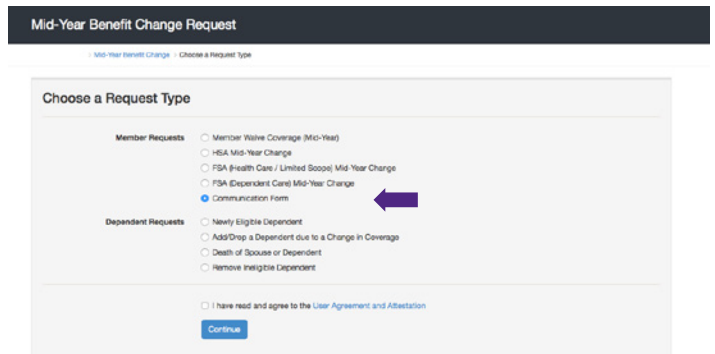 Mid-Year Benefit Change Request
> Mid-Year Benefit Change > Choose a Request Type
Choose a Request Type
Member Requests
Member Waive Coverage (Mid-Year)
HSA Mid-Year Change
FSA (Health Care / Limited Scope) Mid-Year Change
FSA (Dependent Care) Mid-Year Change
Communication Form
Dependent Requests
Newly Eligible Dependent
Add/Drop a Dependent due to a Change in Coverage
Death of Spouse or Dependent
Remove Ineligible Dependent
I have read and agree to the User Agreement and Attestation
Continue